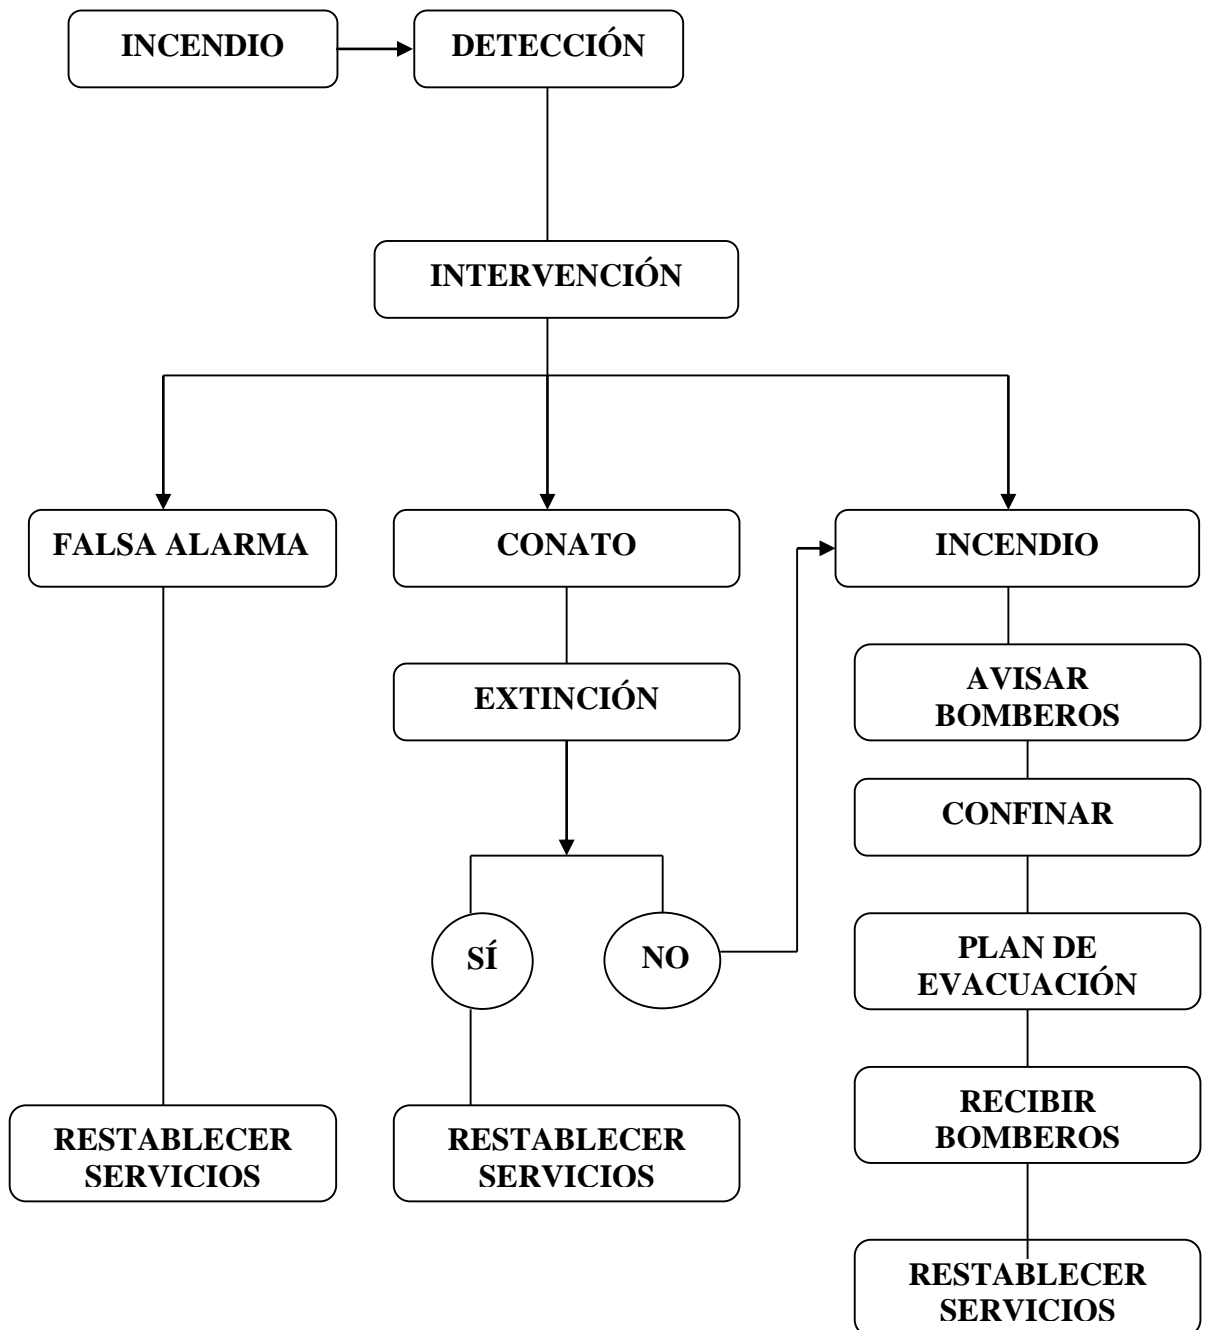 INCENDIO
DETECCIÓN
INTERVENCIÓN
FALSA ALARMA
CONATO
INCENDIO
EXTINCIÓN
AVISAR
BOMBEROS
CONFINAR
SÍ
NO
PLAN DE
EVACUACIÓN
RECIBIR
BOMBEROS
RESTABLECER
SERVICIOS
RESTABLECER
SERVICIOS
RESTABLECER
SERVICIOS